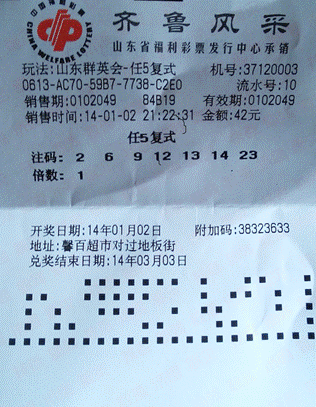 中国福利彩票
CHINA WELFARE LOTTERY
齐鲁风采
山东省福利彩票发行中心承销
玩法:山东群英会-任5复式 机号:37120003
0613-AC70-59B7-7738-C2E0 流水号:10
销售期:0102049 84B19 有效期:0102049
销售时间:14-01-02 21:22:31 金额:42元
任5复式
注码: 2 6 9 12 13 14 23
倍数: 1
开奖日期:14年01月02日 附加码:38323633
地址:馨百超市对过地板街
兑奖结束日期:14年03月03日